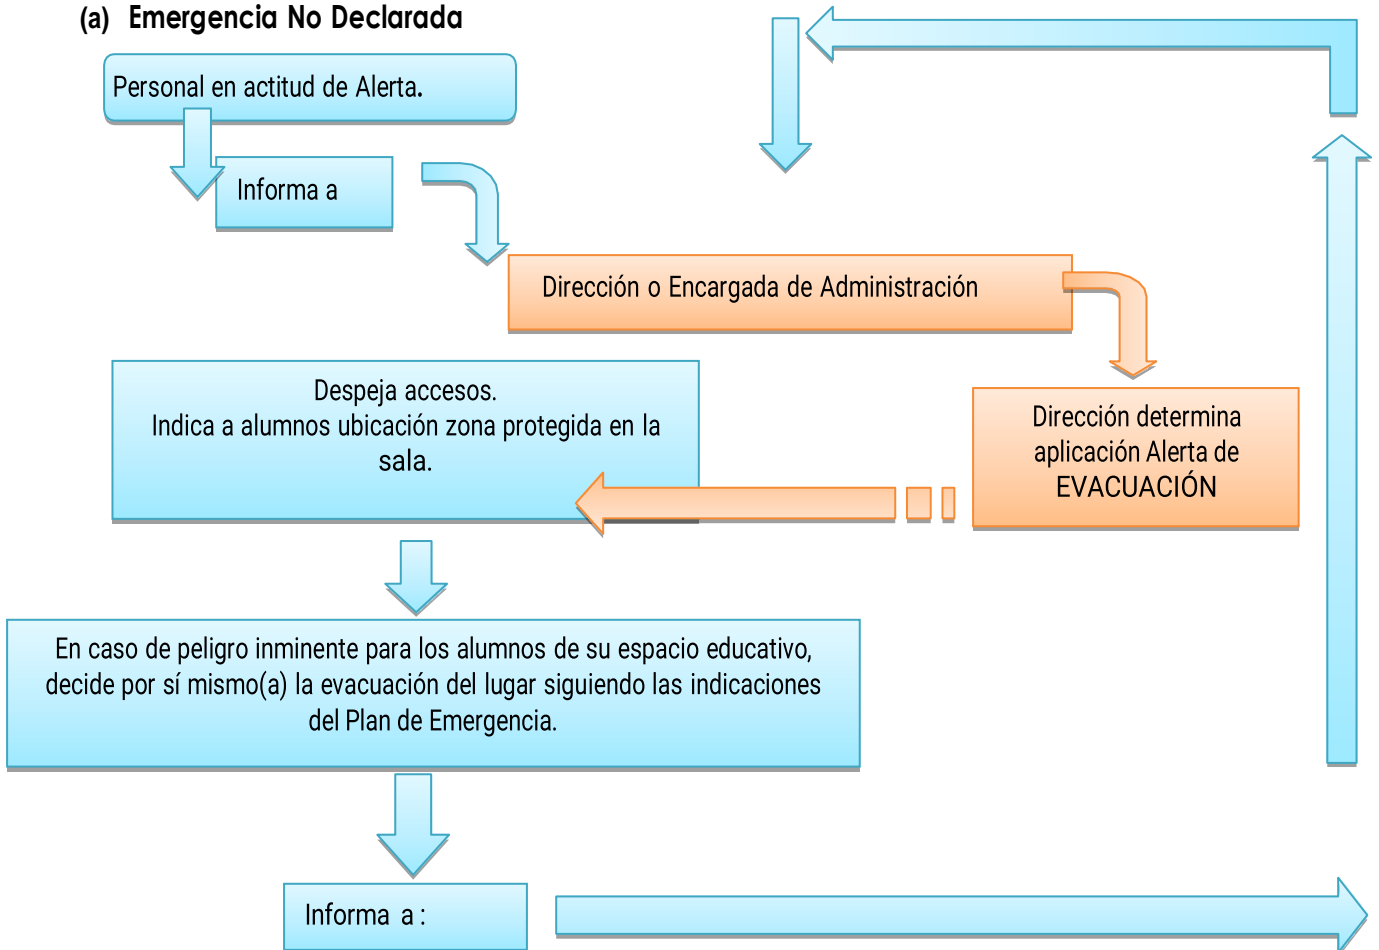 (a) Emergencia No Declarada
Personal en actitud de Alerta.
Informa a
Dirección o Encargada de Administración
Despeja accesos.
Indica a alumnos ubicación zona protegida en la
sala.
Dirección determina
aplicación Alerta de
EVACUACIÓN
En caso de peligro inminente para los alumnos de su espacio educativo,
decide por sí mismo(a) la evacuación del lugar siguiendo las indicaciones
del Plan de Emergencia.
Informa a :